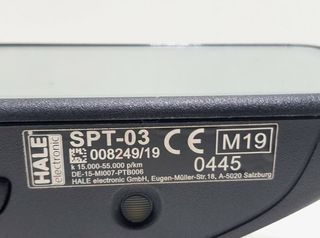 HALE
electronic
SPT-03
008249/19
k 15.000-55.000 p/km
DE-15-MI007-PTB006
HALE electronic GmbH, Eugen-Müller-Str.18, A-5020 Salzburg
CE
M19
0445